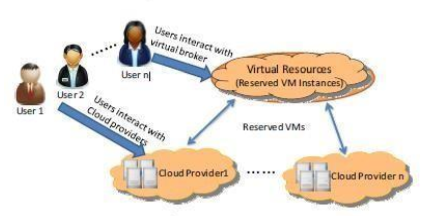 Users interact with
virtual broker
User n|
User 2
User 1
Virtual Resources
(Reserved VM Instances)
Users interact with
Cloud providers
Reserved VMs
Cloud Provider1
......
Cloud Provider n
......